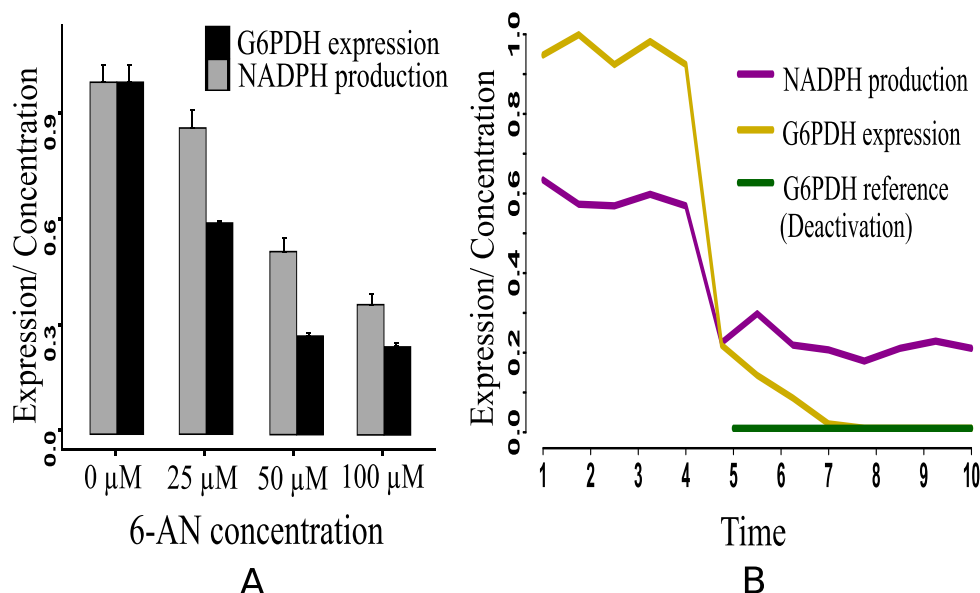 G6PDH expression
NADPH production
Expression/ Concentration
0.9
0.6
0.3
0.0
0 µM 25 µM 50 µM 100 µM
6-AN concentration
A
Expression/ Concentration
1.0
0.8
0.6
0.4
0.2
0.0
NADPH production
G6PDH expression
G6PDH reference
(Deactivation)
1 2 3 4 5 6 7 8 9 10
Time
B